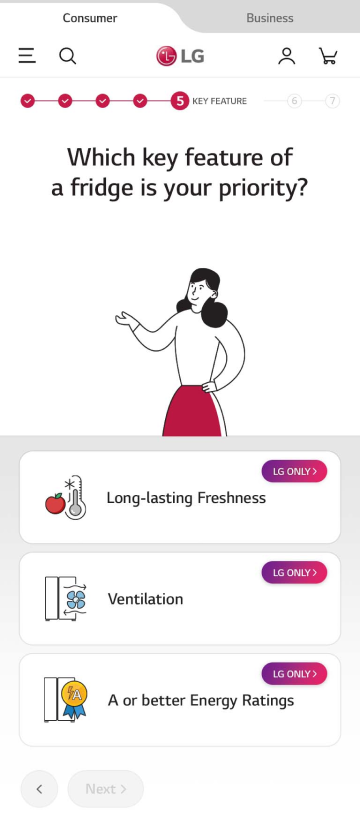 Consumer
Business
LG
5 KEY FEATURE
6
7
Which key feature of
a fridge is your priority?
LG ONLY
Long-lasting Freshness
LG ONLY
Ventilation
LG ONLY
A
A or better Energy Ratings
Next